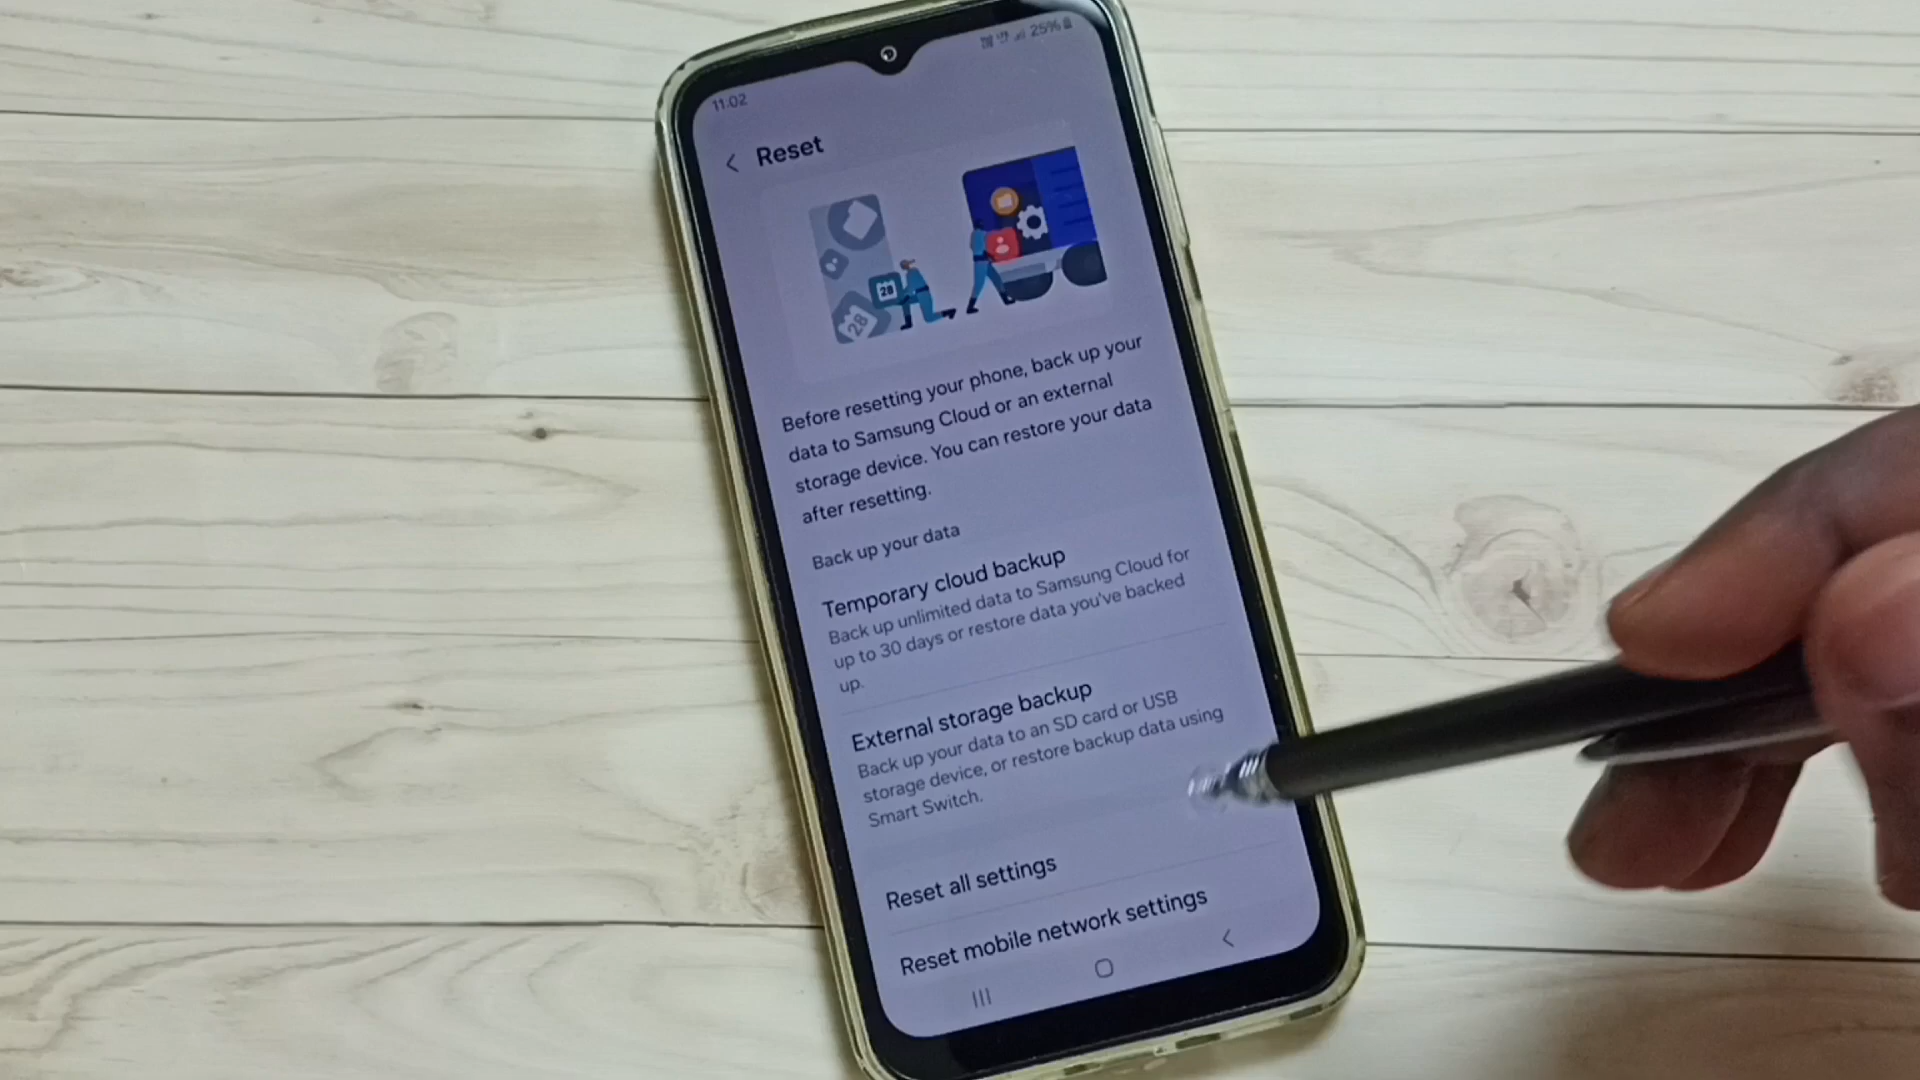 25%
11.02
Reset
28
28
Before resetting your phone, back up your
data to Samsung Cloud or an external
storage device. You can restore your data
after resetting.
Back up your data
Temporary cloud backup
Back up unlimited data to Samsung Cloud for
up to 30 days or restore data you've backed
up.
External storage backup
Back up your data to an SD card or USB
storage device, or restore backup data using
Smart Switch.
Reset all settings
Reset mobile network settings